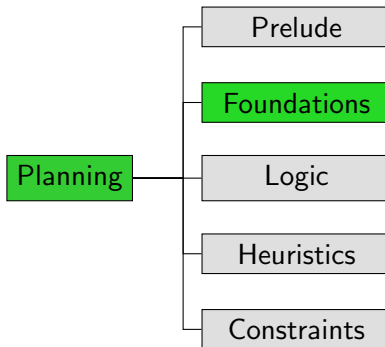 Prelude
Foundations
Planning
Logic
Heuristics
Constraints